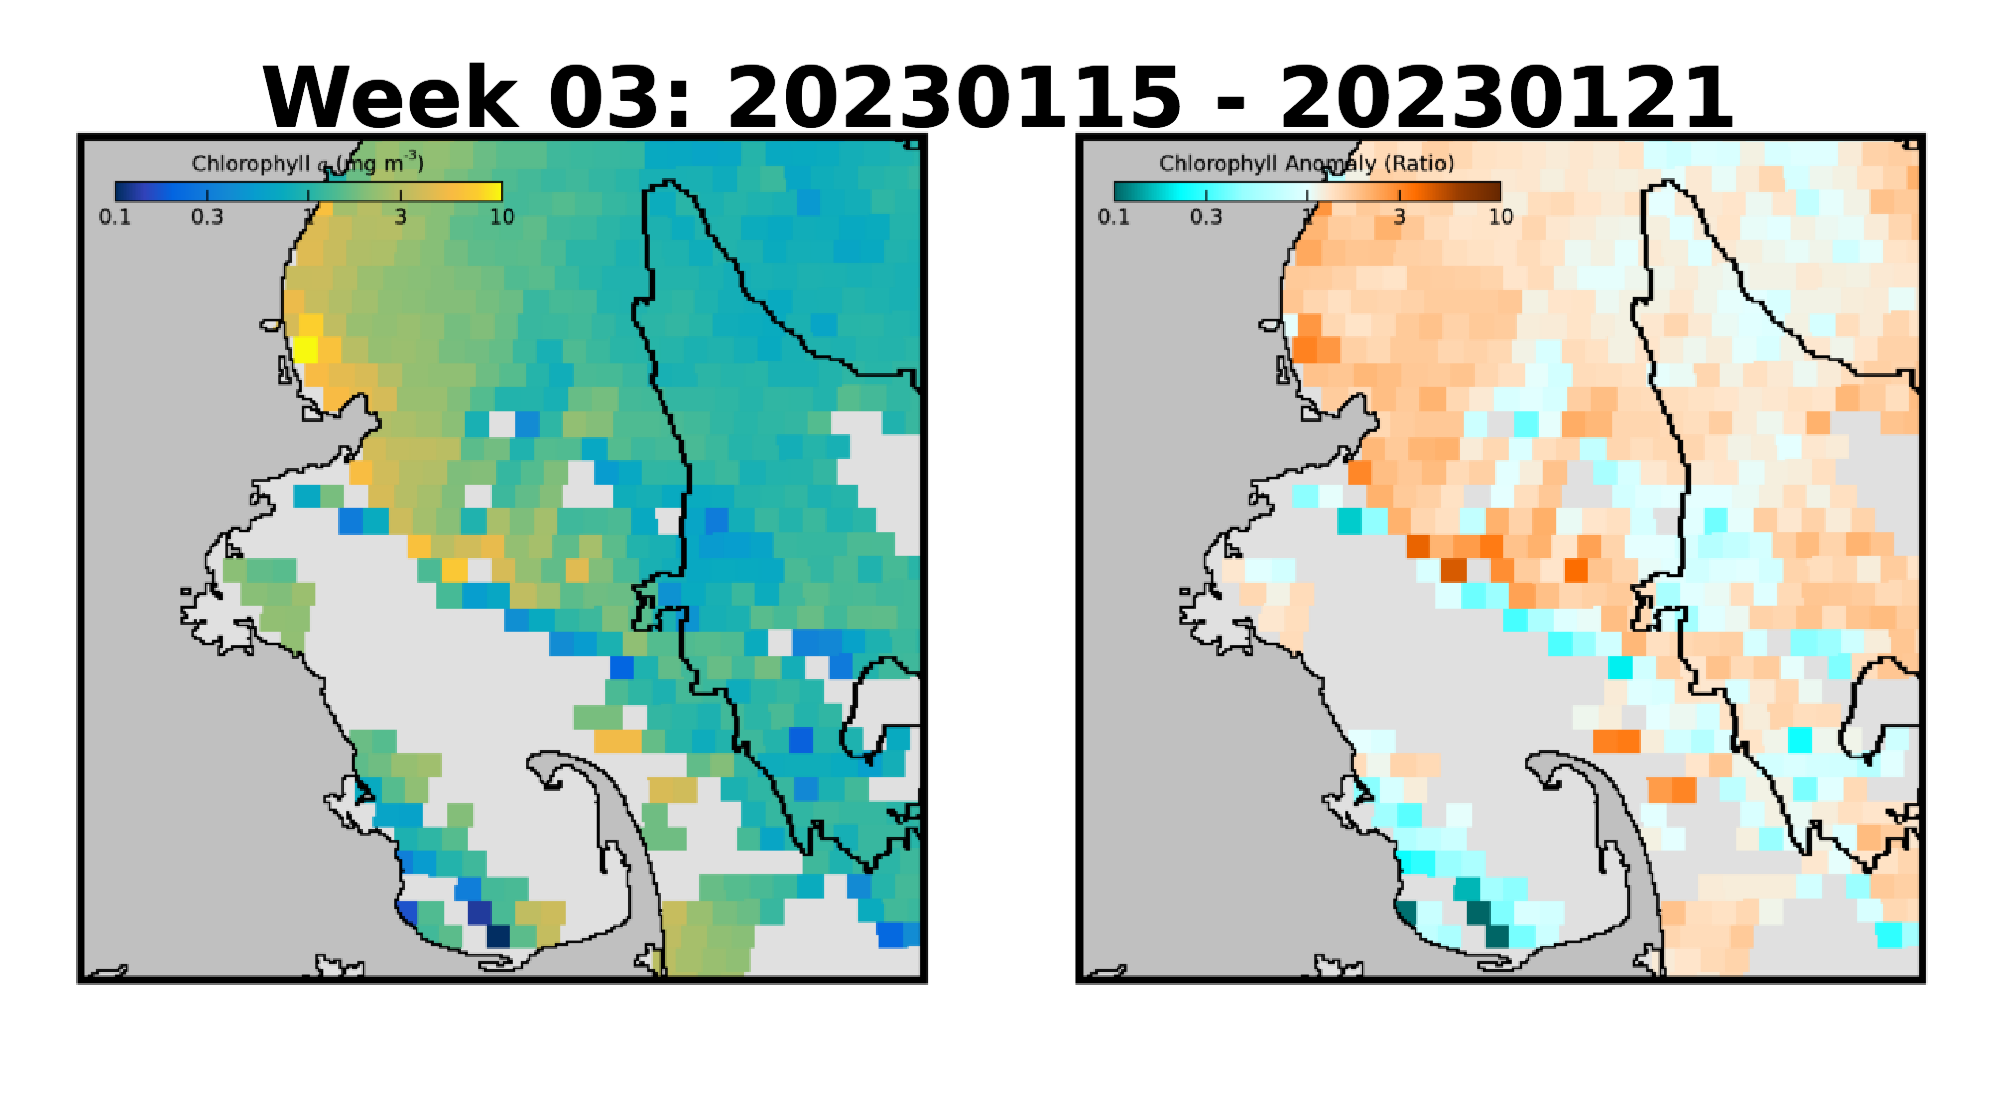 Week 03: 20230115 - 20230121
Chlorophyll a (mg m-3)
0.1 0.3 1 3 10
Chlorophyll Anomaly (Ratio)
0.1 0.3 1 3 10